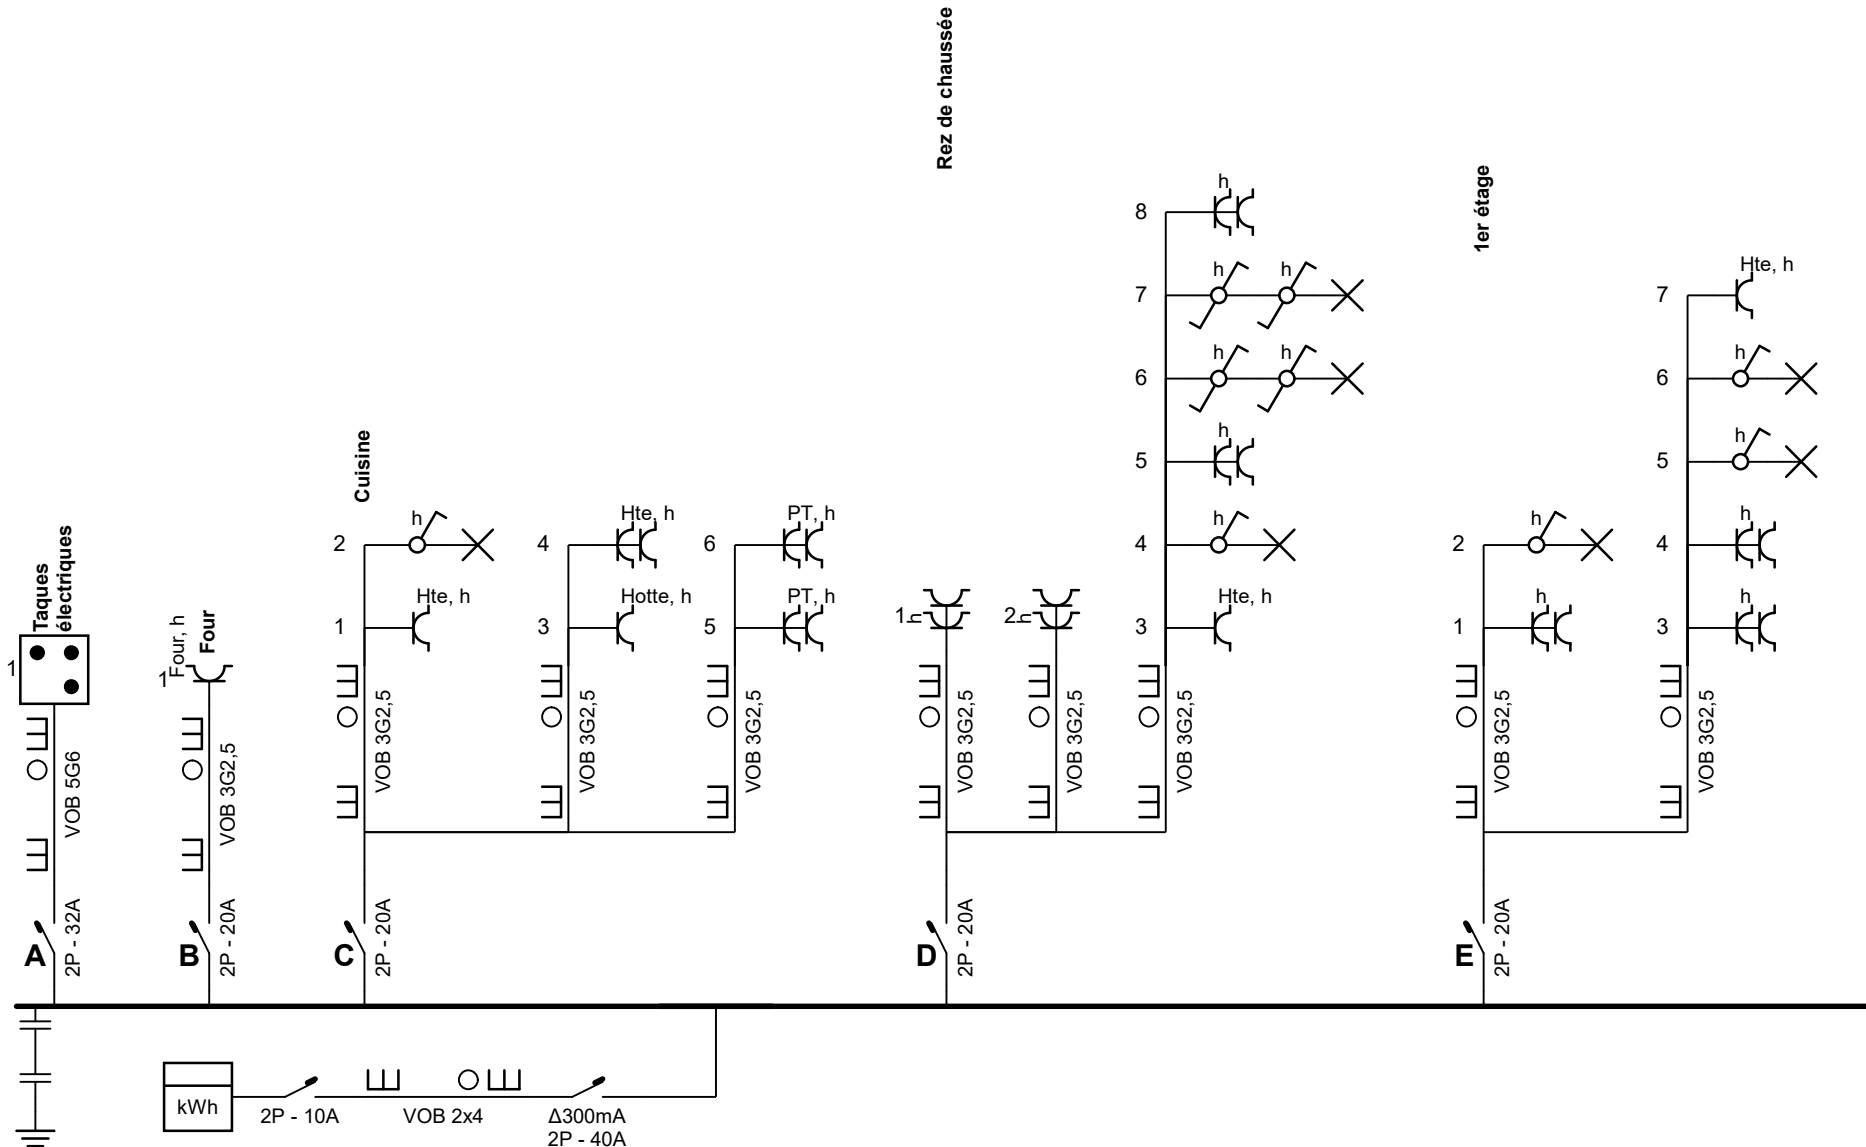 Rez de chaussée
1er étage
h
8
h
h
7
Hte, h
7
h
h
6
h
6
h
5
h
5
Cuisine
h
2
Hte, h
4
PT, h
6
h
4
h
2
h
4
Taques
électriques
1
Four, h
Four
1
Hte, h
1
Hotte, h
3
PT, h
5
1
h
2
h
Hte, h
3
h
1
h
3
VOB 5G6
VOB 3G2,5
VOB 3G2,5
VOB 3G2,5
VOB 3G2,5
VOB 3G2,5
VOB 3G2,5
VOB 3G2,5
VOB 3G2,5
VOB 3G2,5
A
2P - 32A
B
2P - 20A
C
2P - 20A
D
2P - 20A
E
2P - 20A
kWh
2P - 10A
VOB 2x4
Δ300mA
2P - 40A